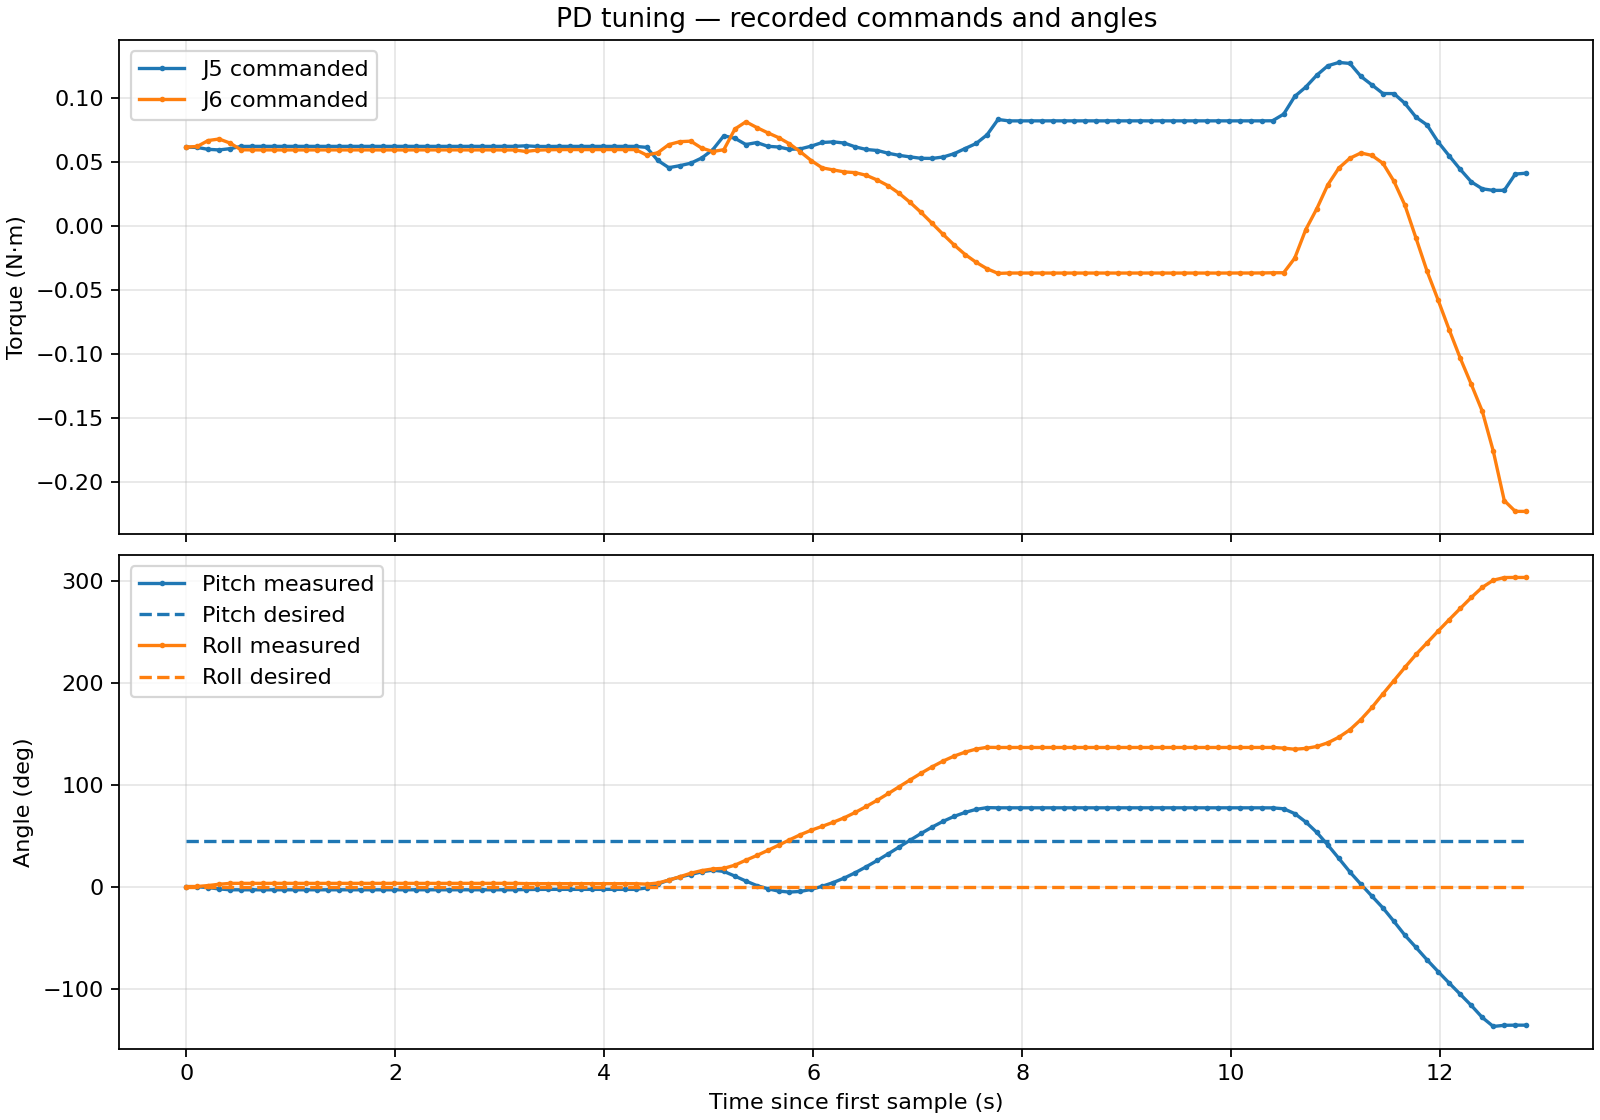 PD tuning — recorded commands and angles
J5 commanded
J6 commanded
0.10
0.05
0.00
−0.05
−0.10
−0.15
−0.20
Torque (N·m)
Pitch measured
Pitch desired
Roll measured
Roll desired
300
200
100
0
−100
Angle (deg)
0 2 4 6 8 10 12
Time since first sample (s)